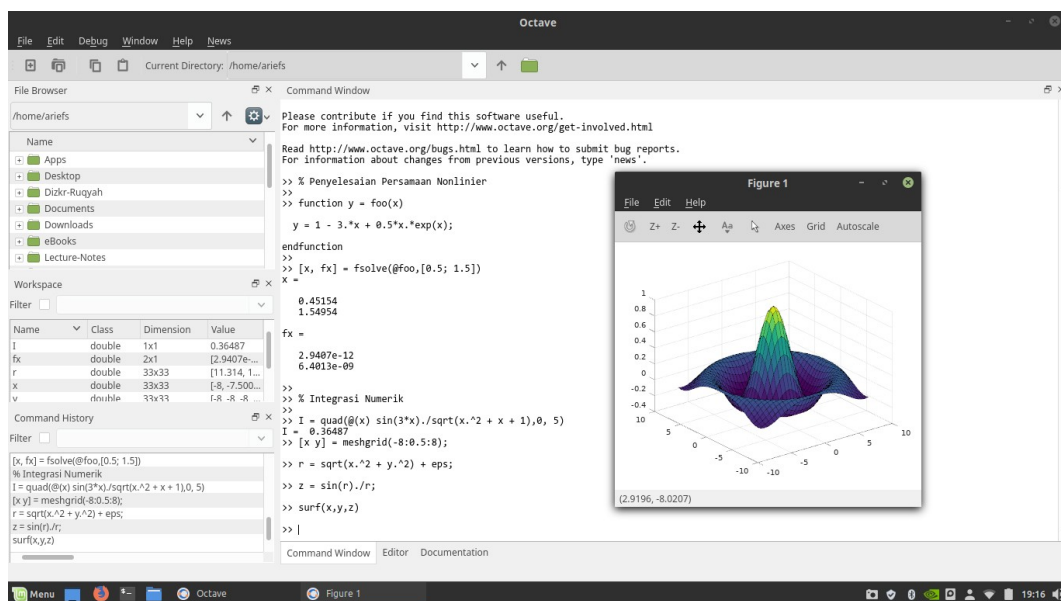 Octave
File Edit Debug Window Help News
Current Directory: /home/ariefs
File Browser
/home/ariefs
Name
Apps
Desktop
Dizkr-Ruqyah
Documents
Downloads
eBooks
Lecture-Notes
Workspace
Filter
Name Class Dimension Value
I double 1x1 0.36487
fx double 2x1 [2.9407e-...
r double 33x33 [11.314, 1...
x double 33x33 [-8, -7.500...
double 33x33 [-8 -8 -8
Command History
Filter
[x, fx] = fsolve(@foo,[0.5; 1.5])
% Integrasi Numerik
I = quad(@(x) sin(3*x)./sqrt(x.^2 + x + 1),0, 5)
[x y] = meshgrid(-8:0.5:8);
r = sqrt(x.^2 + y.^2) + eps;
z = sin(r)./r;
surf(x,y,z)
Command Window
Please contribute if you find this software useful.
For more information, visit http://www.octave.org/get-involved.html
Read http://www.octave.org/bugs.html to learn how to submit bug reports.
For information about changes from previous versions, type 'news'.
>> % Penyelesaian Persamaan Nonlinier
>>
>> function y = foo(x)
y = 1 - 3.*x + 0.5*x.*exp(x);
endfunction
>>
>> [x, fx] = fsolve(@foo,[0.5; 1.5])
x =
0.45154
1.54954
fx =
2.9407e-12
6.4013e-09
>>
>> % Integrasi Numerik
>>
>> I = quad(@(x) sin(3*x)./sqrt(x.^2 + x + 1),0, 5)
I = 0.36487
>> [x y] = meshgrid(-8:0.5:8);
>> r = sqrt(x.^2 + y.^2) + eps;
>> z = sin(r)./r;
>> surf(x,y,z)
>>
Command Window Editor Documentation
Figure 1
File Edit Help
Z+ Z- Aa Axes Grid Autoscale
1
0.8
0.6
0.4
0.2
0
-0.2
-0.4
10
5
0
-5
-10
-10
-5
0
5
10
(2.9196, -8.0207)
Menu Octave Figure 1 19:16